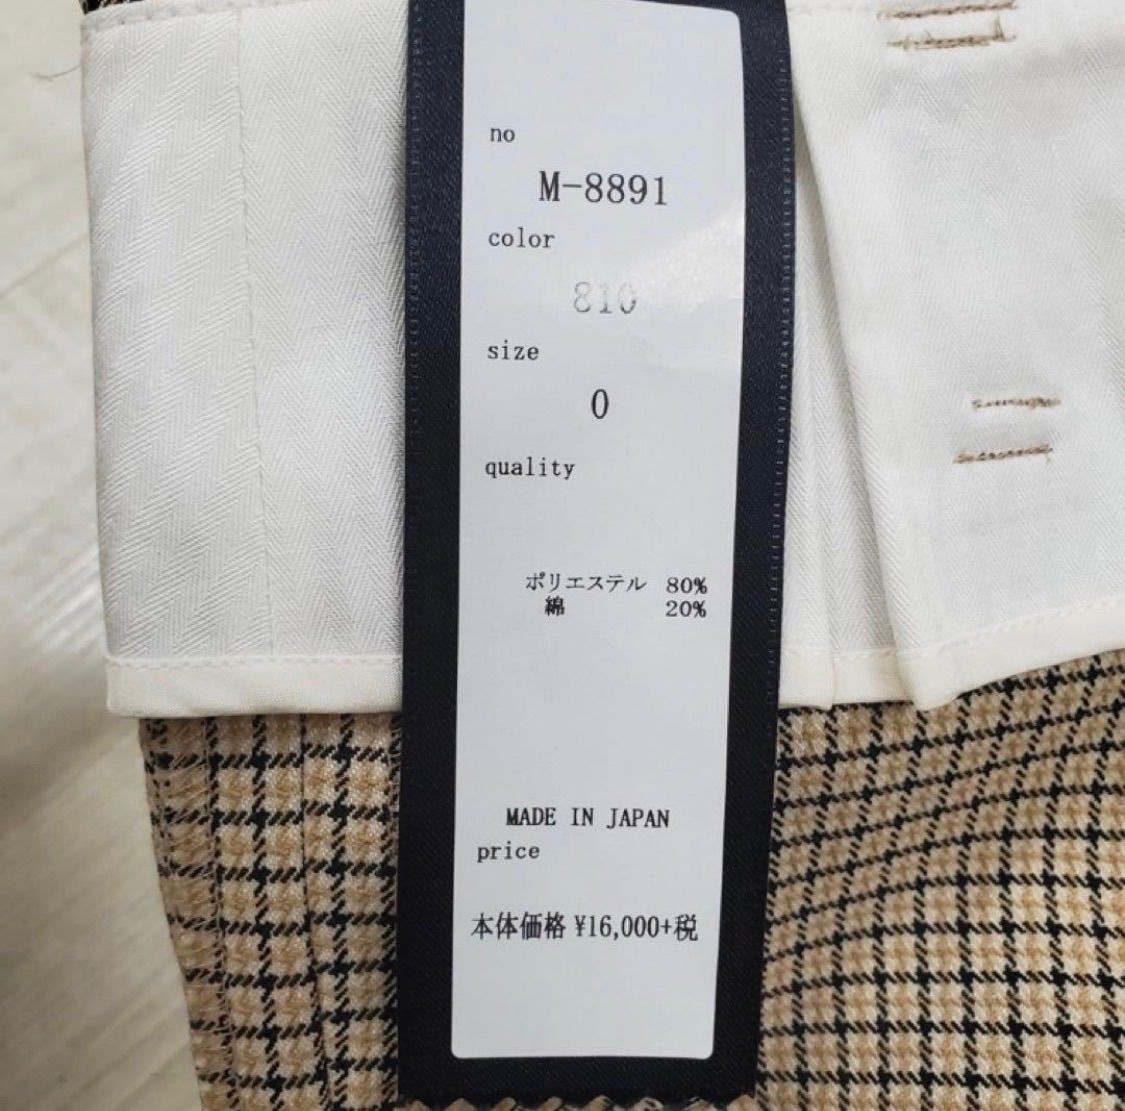 no
M-8891
color
810
size
0
quality
ポリエステル 80%
綿 20%
MADE IN JAPAN
price
本体価格 ¥16,000+税